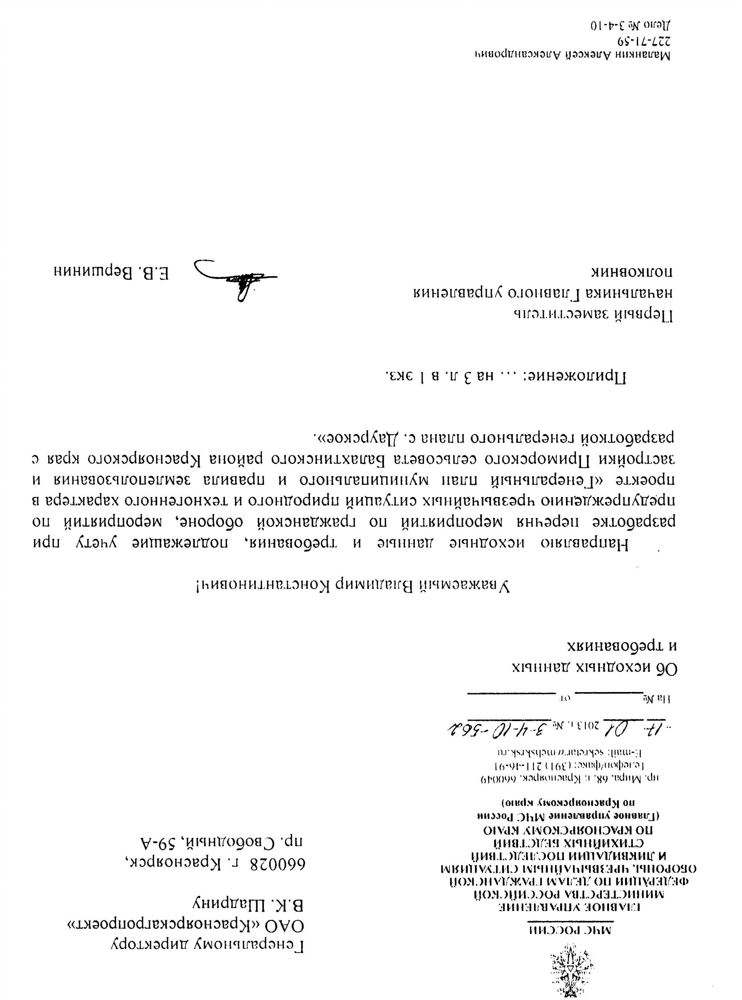 МЧС РОССИИ
ГЛАВНОЕ УПРАВЛЕНИЕ
МИНИСТЕРСТВА РОССИЙСКОЙ
ФЕДЕРАЦИИ ПО ДЕЛАМ ГРАЖДАНСКОЙ
ОБОРОНЫ, ЧРЕЗВЫЧАЙНЫМ СИТУАЦИЯМ
И ЛИКВИДАЦИИ ПОСЛЕДСТВИЙ
СТИХИЙНЫХ БЕДСТВИЙ
ПО КРАСНОЯРСКОМУ КРАЮ
(Главное управление МЧС России
по Красноярскому краю)
пр. Мира, 68, г. Красноярск, 660049
Телефон/факс: (391) 211-46-91
E-mail: sekretar@mchskrsk.ru
"17" 01 2013 г. № 3-4-10-562
На № от
Генеральному директору
ОАО «Красноярскагропроект»
В.К. Шадрину
660028 г. Красноярск,
пр. Свободный, 59-А
Об исходных данных
и требованиях
Уважаемый Владимир Константинович!
Направляю исходные данные и требования, подлежащие учету при
разработке перечня мероприятий по гражданской обороне, мероприятий по
предупреждению чрезвычайных ситуаций природного и техногенного характера в
проекте «Генеральный план муниципального и правила землепользования и
застройки Приморского сельсовета Балахтинского района Красноярского края с
разработкой генерального плана с. Даурское».
Приложение: ... на 3 л. в 1 экз.
Первый заместитель
начальника Главного управления
полковник
Е.В. Вершинин
Маланкин Алексей Александрович
227-71-59
Дело № 3-4-10